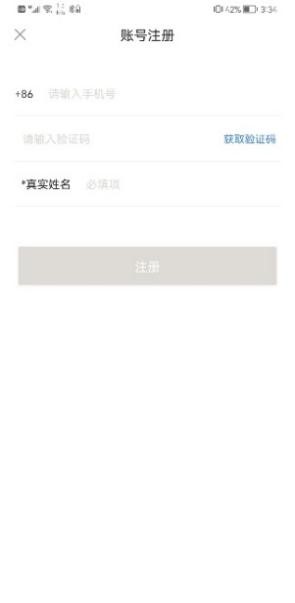 42% 3:34
账号注册
+86 请输入手机号
请输入验证码 获取验证码
*真实姓名 必填项
注册